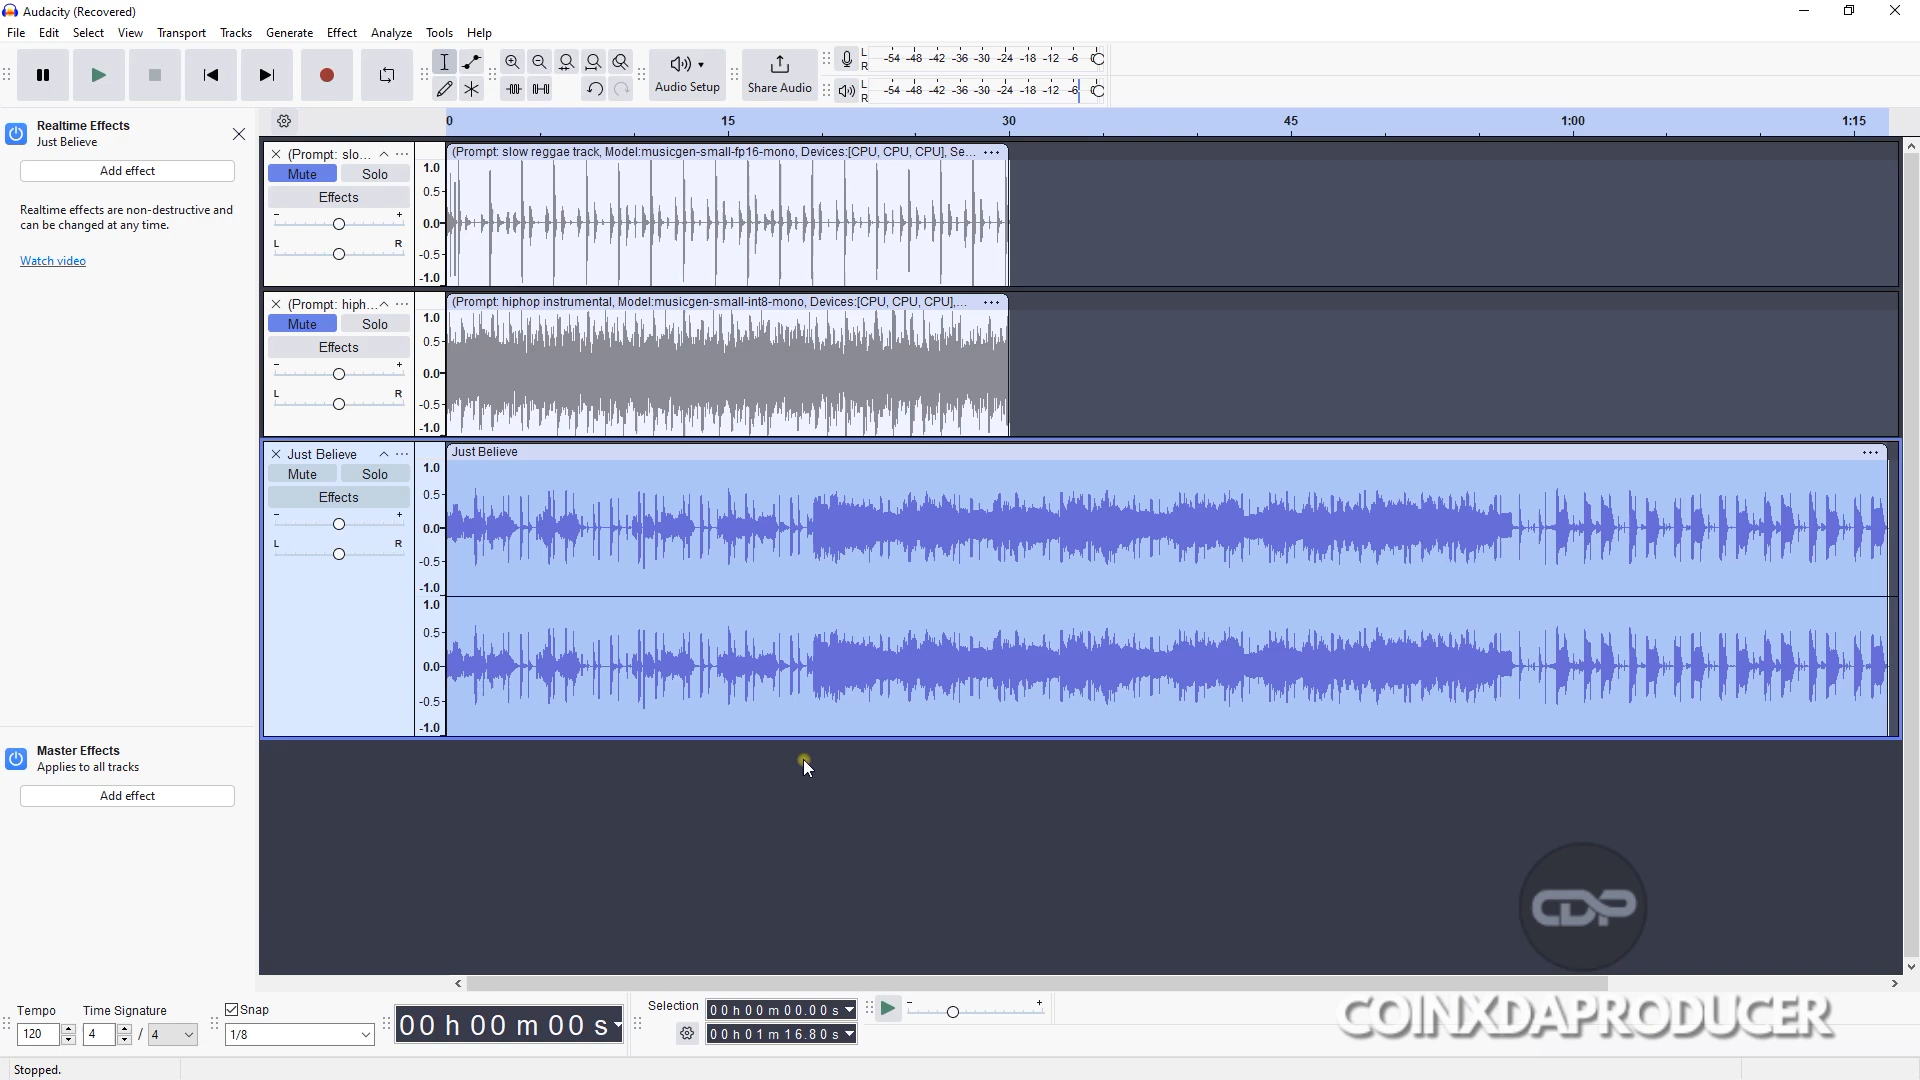 Audacity (Recovered)
File Edit Select View Transport Tracks Generate Effect Analyze Tools Help
Audio Setup
Share Audio
L
R
-54 -48 -42 -36 -30 -24 -18 -12 -6 0
L
R
-54 -48 -42 -36 -30 -24 -18 -12 -6 0
Realtime Effects
Just Believe
Add effect
Realtime effects are non-destructive and
can be changed at any time.
Watch video
0 15 30 45 1:00 1:15
(Prompt: slo... ...
Mute Solo
Effects
- +
L R
1.0
0.5-
0.0-
-0.5-
-1.0
(Prompt: slow reggae track, Model:musicgen-small-fp16-mono, Devices:[CPU, CPU, CPU], Se... ...
(Prompt: hiph... ...
Mute Solo
Effects
- +
L R
1.0
0.5-
0.0-
-0.5-
-1.0
(Prompt: hiphop instrumental, Model:musicgen-small-int8-mono, Devices:[CPU, CPU, CPU],... ...
Just Believe ...
Mute Solo
Effects
- +
L R
1.0
0.5-
0.0-
-0.5-
-1.0
1.0
0.5-
0.0-
-0.5-
-1.0
Just Believe ...
Master Effects
Applies to all tracks
Add effect
CDP
Tempo
120
Time Signature
4 / 4
Snap
1/8
00 h 00 m 00 s
Selection
00 h 00 m 00.00 s
00 h 01 m 16.80 s
- +
COINXDAPRODUCER
Stopped.